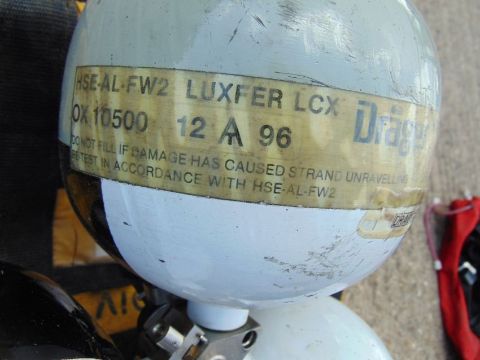 HSE-AL-FW2 LUXFER LCX Dräger
OX 10500 12 A 96
DO NOT FILL IF DAMAGE HAS CAUSED STRAND UNRAVELLING
RETEST IN ACCORDANCE WITH HSE-AL-FW2